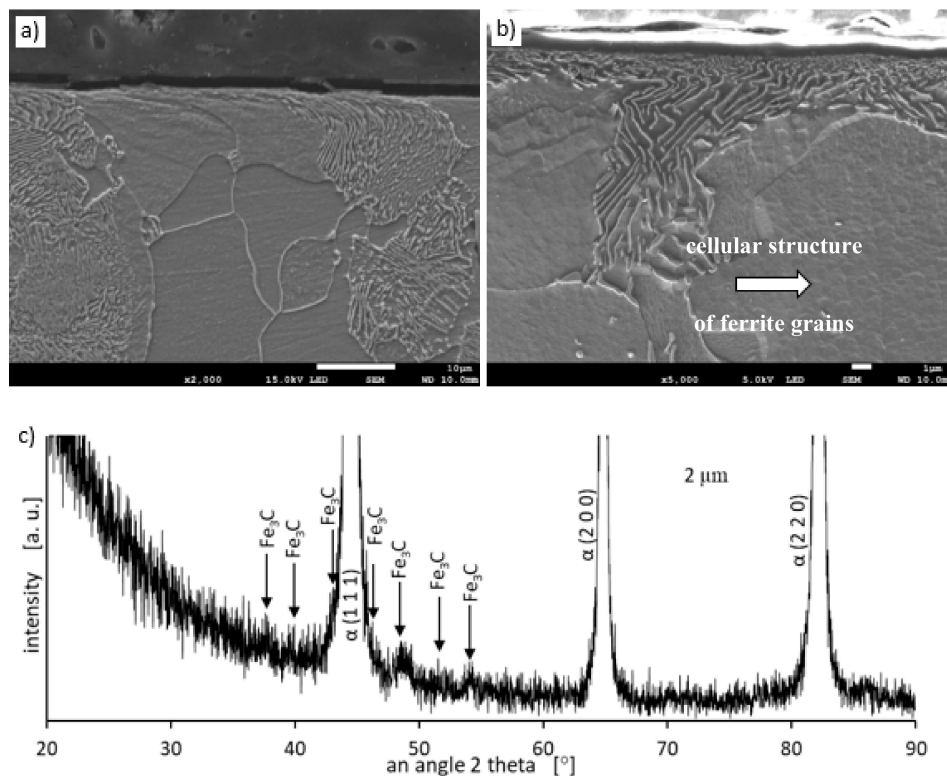 a)
b)
cellular structure
of ferrite grains
10µm
x2,000 15.0kV LED SEM WD 10.0mm
1µm
x5,000 5.0kV LED SEM WD 10.0m
c)
2 µm
Fe3C
Fe3C
Fe3C
Fe3C
Fe3C
Fe3C
Fe3C
α (1 1 1)
α (2 0 0)
α (2 2 0)
intensity [a. u.]
20 30 40 50 60 70 80 90
an angle 2 theta [°]